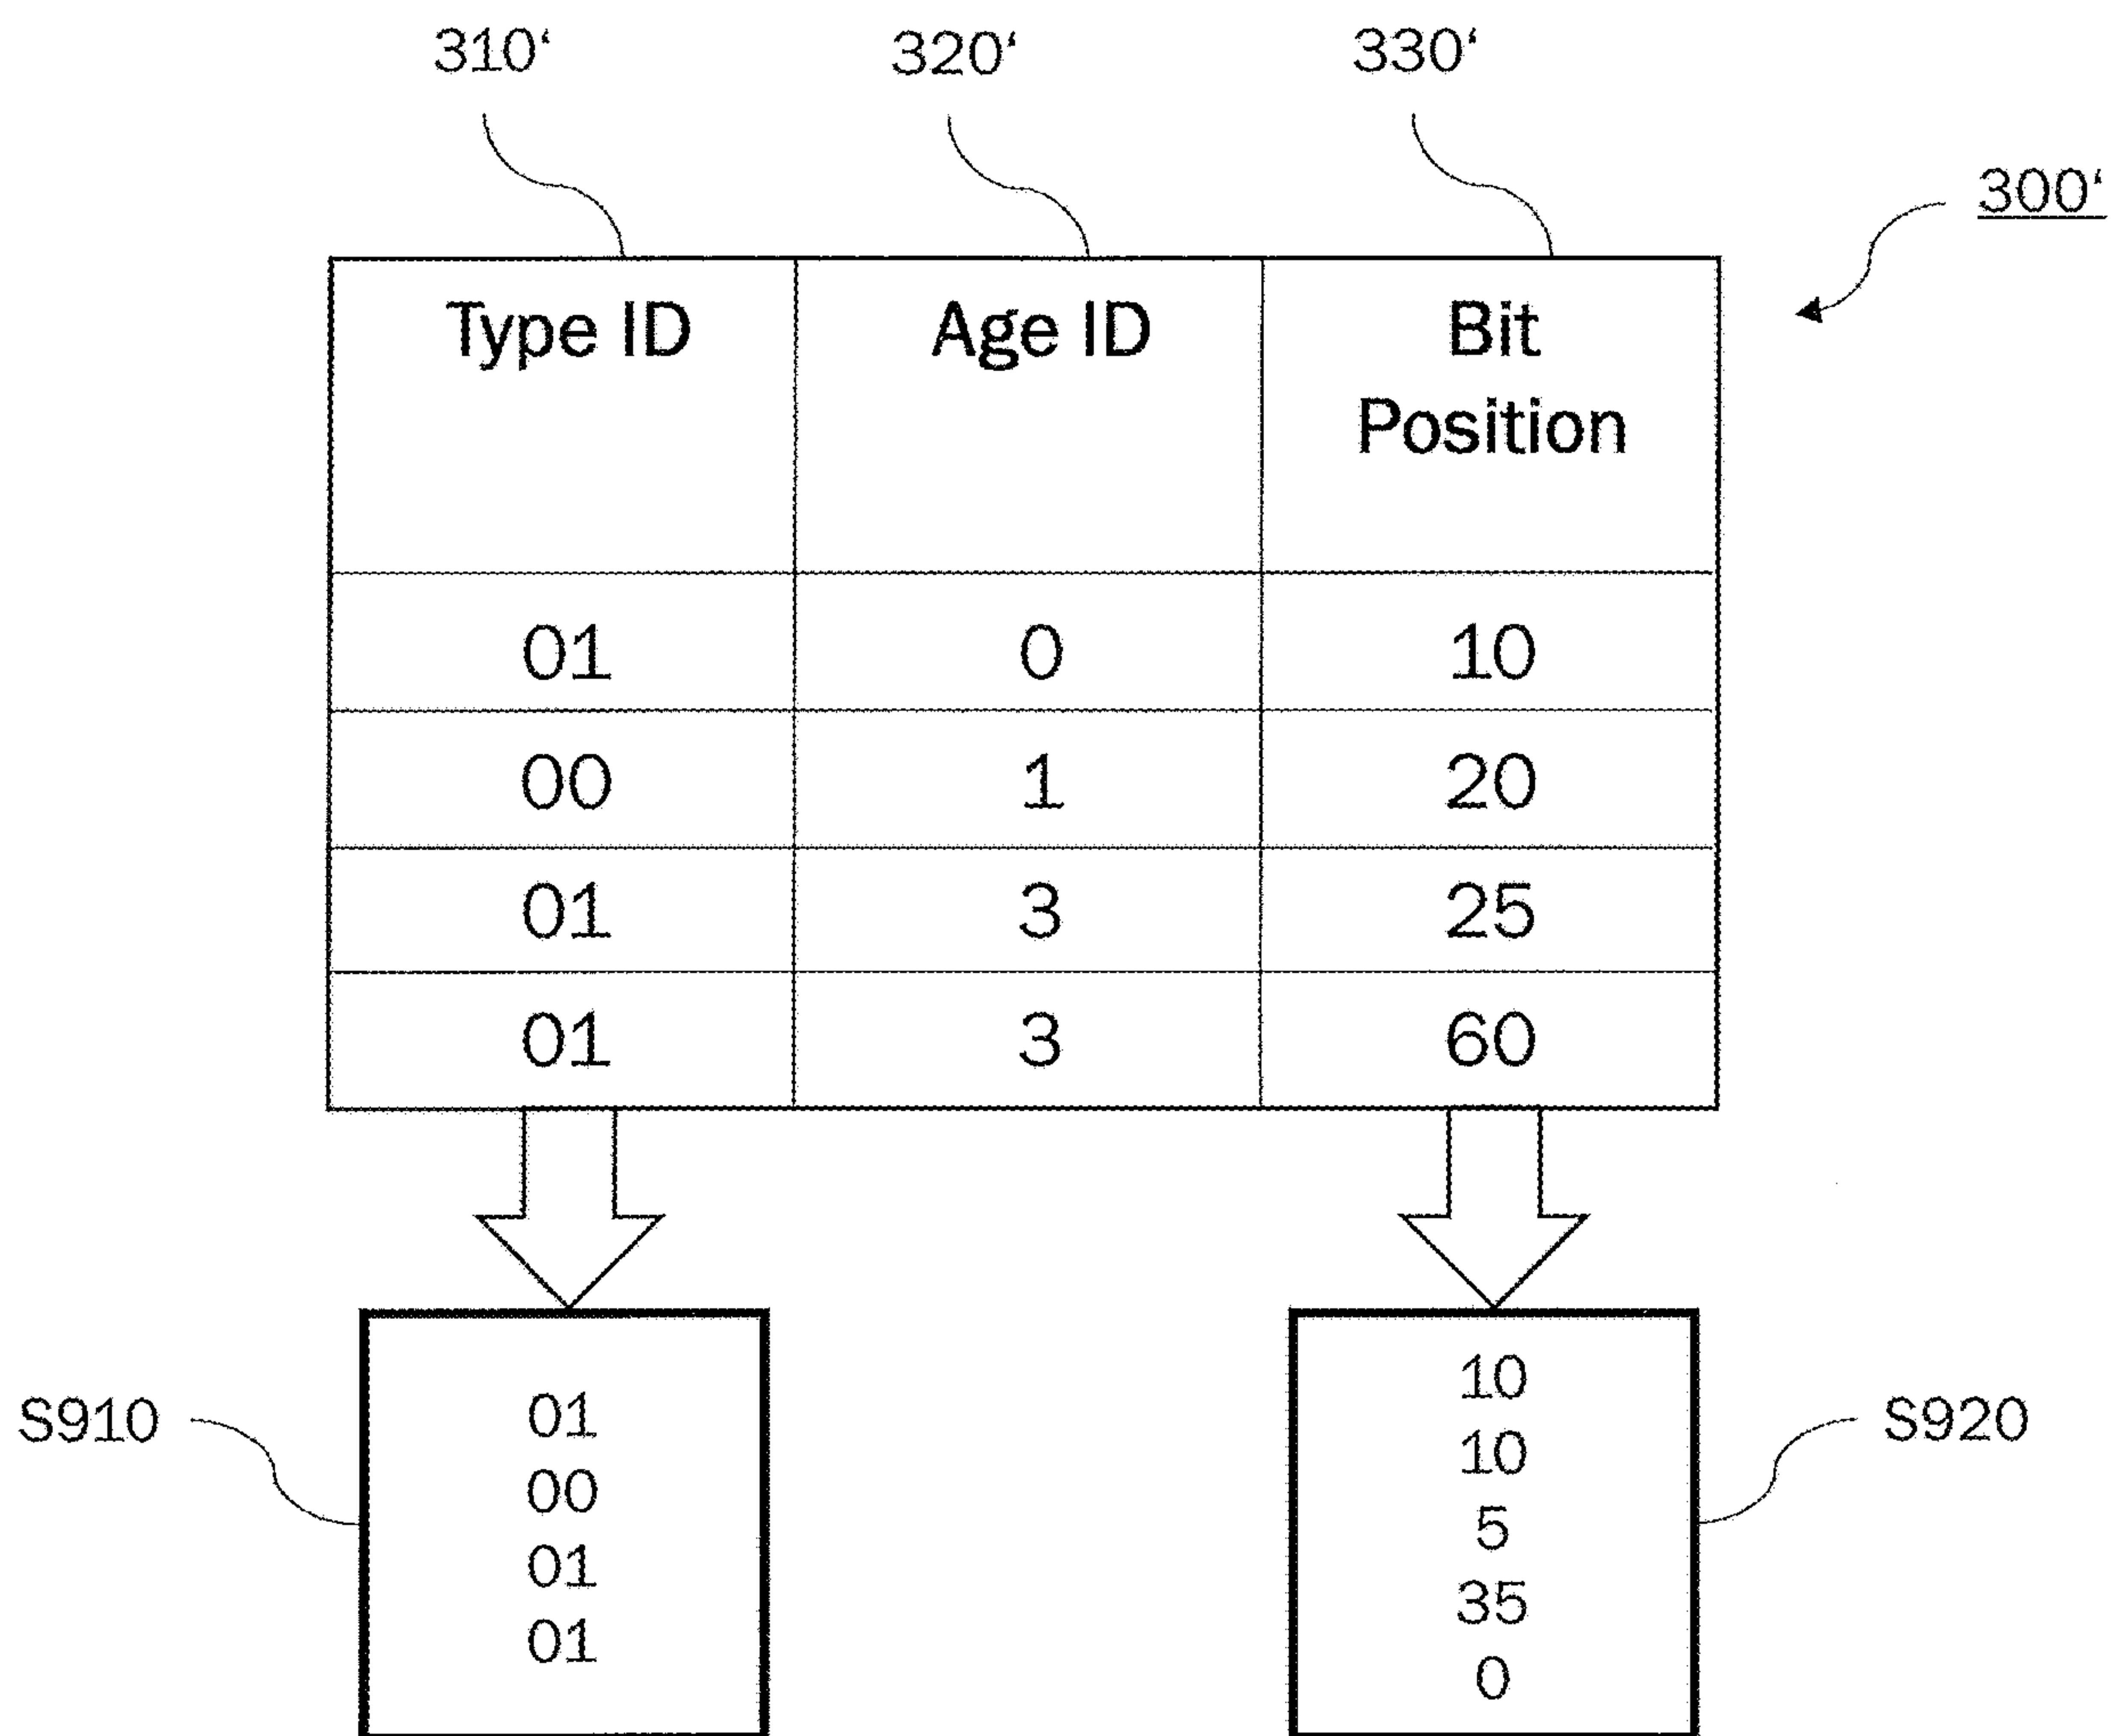 310‘ 320‘ 330‘
300‘
Type ID Age ID Bit
Position
01 0 10
00 1 20
01 3 25
01 3 60
S910
01
00
01
01
10
10
5
35
0
S920